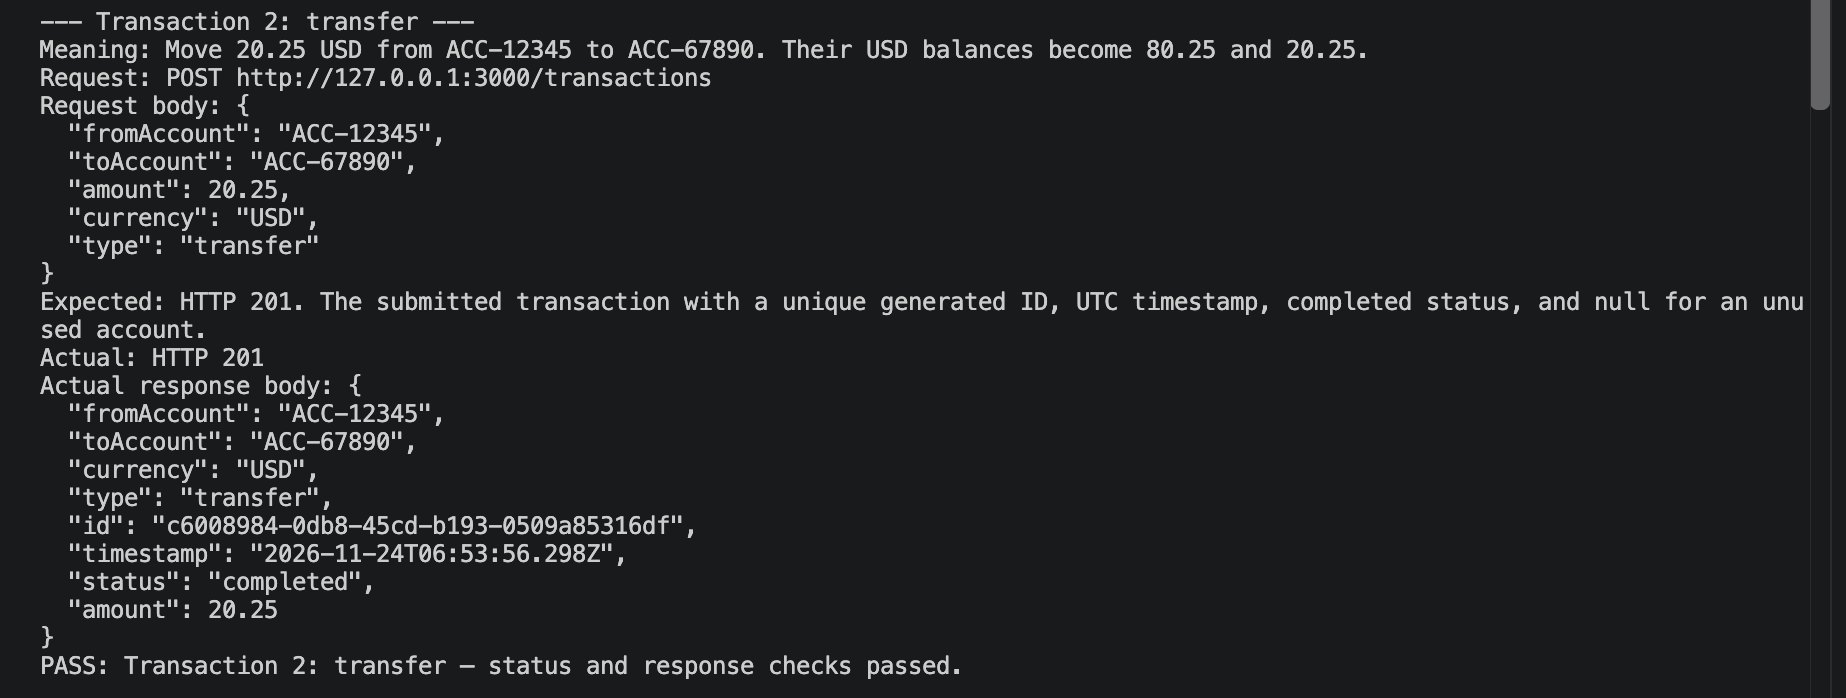 --- Transaction 2: transfer ---
Meaning: Move 20.25 USD from ACC-12345 to ACC-67890. Their USD balances become 80.25 and 20.25.
Request: POST http://127.0.0.1:3000/transactions
Request body: {
  "fromAccount": "ACC-12345",
  "toAccount": "ACC-67890",
  "amount": 20.25,
  "currency": "USD",
  "type": "transfer"
}
Expected: HTTP 201. The submitted transaction with a unique generated ID, UTC timestamp, completed status, and null for an unu
sed account.
Actual: HTTP 201
Actual response body: {
  "fromAccount": "ACC-12345",
  "toAccount": "ACC-67890",
  "currency": "USD",
  "type": "transfer",
  "id": "c6008984-0db8-45cd-b193-0509a85316df",
  "timestamp": "2026-11-24T06:53:56.298Z",
  "status": "completed",
  "amount": 20.25
}
PASS: Transaction 2: transfer — status and response checks passed.